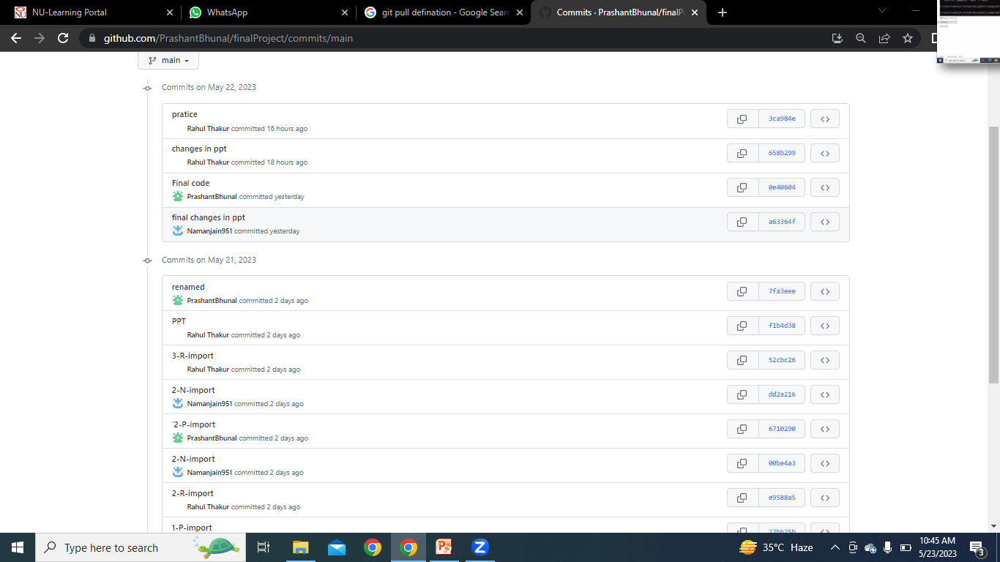 NU-Learning Portal
WhatsApp
git pull defination - Google Sear
Commits · PrashantBhunal/finalP
github.com/PrashantBhunal/finalProject/commits/main
main
Commits on May 22, 2023
pratice
Rahul Thakur committed 16 hours ago
3ca984e
changes in ppt
Rahul Thakur committed 18 hours ago
658b299
Final code
PrashantBhunal committed yesterday
0e40604
final changes in ppt
Namanjain951 committed yesterday
a63364f
Commits on May 21, 2023
renamed
PrashantBhunal committed 2 days ago
7fa3eee
PPT
Rahul Thakur committed 2 days ago
f1b4d38
3-R-import
Rahul Thakur committed 2 days ago
52cbc26
2-N-import
Namanjain951 committed 2 days ago
dd2a216
'2-P-import
PrashantBhunal committed 2 days ago
6710290
2-N-import
Namanjain951 committed 2 days ago
00be4a3
2-R-import
Rahul Thakur committed 2 days ago
e9588a5
1-P-import
27bb25b
Type here to search
35°C Haze
10:45 AM
5/23/2023
3